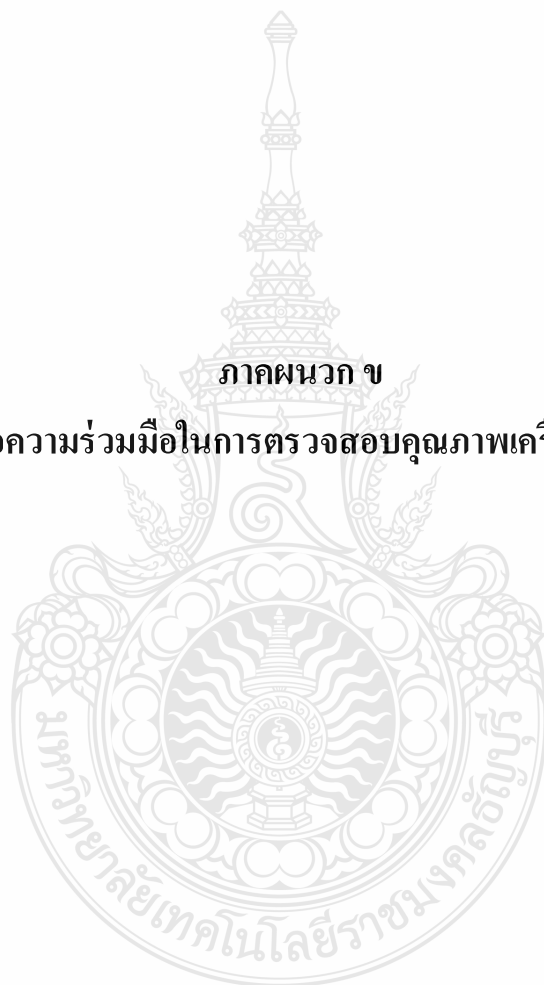 ภาคผนวก ข
ความร่วมมือในการตรวจสอบคุณภาพ
มหาวิทยาลัยเทคโนโลยีราชมงคลธัญบุรี